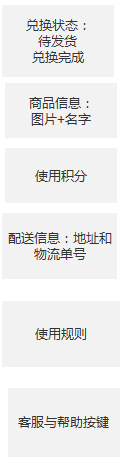 兑换状态：
待发货
兑换完成
商品信息：
图片+名字
使用积分
配送信息：地址和
物流单号
使用规则
客服与帮助按键